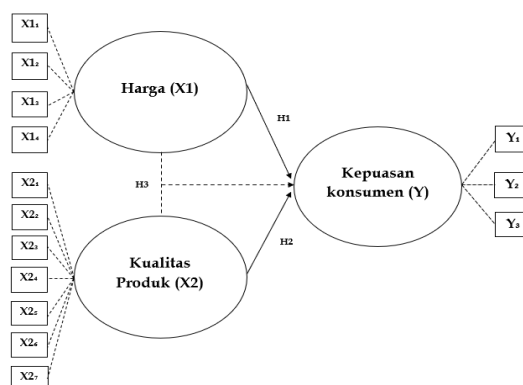 X1₁
X1₂
X1₃
X1₄
Harga (X1)
H1
Y₁
Kepuasan
konsumen (Y)
Y₂
Y₃
H3
X2₁
X2₂
X2₃
X2₄
X2₅
X2₆
X2₇
Kualitas
Produk (X2)
H2